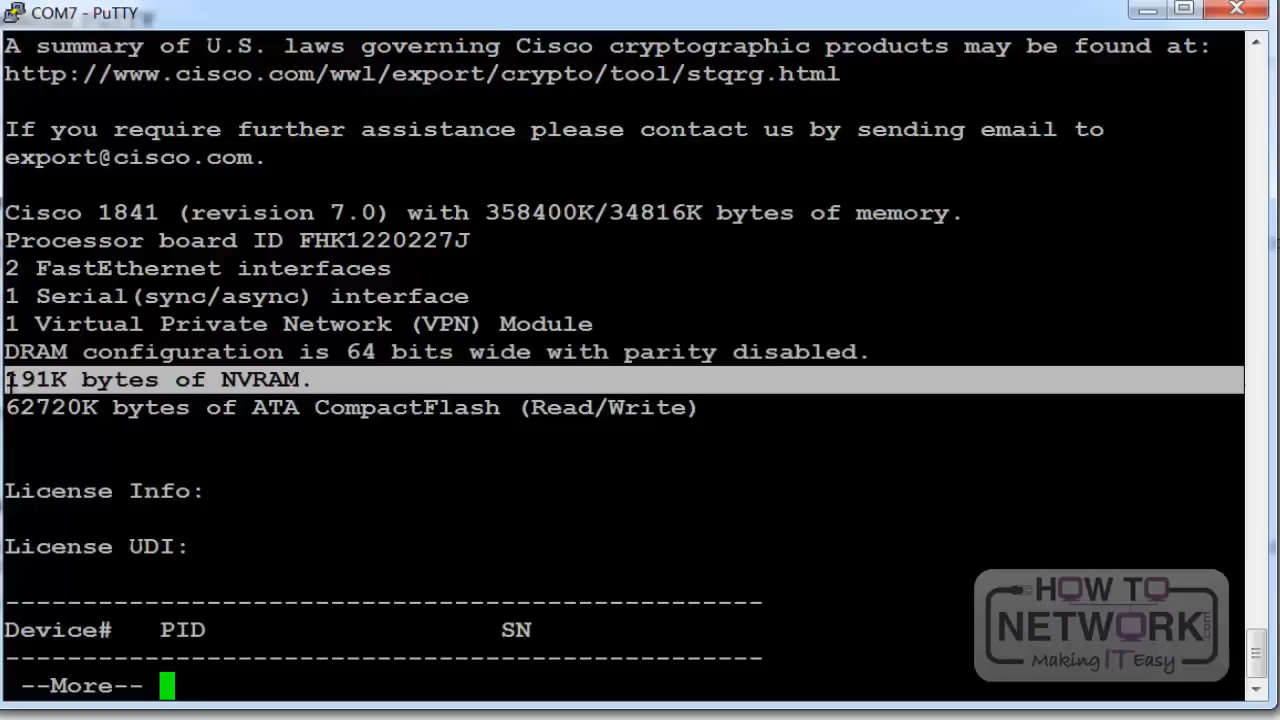 COM7 - PuTTY
A summary of U.S. laws governing Cisco cryptographic products may be found at:
http://www.cisco.com/wwl/export/crypto/tool/stqrg.html
If you require further assistance please contact us by sending email to
export@cisco.com.
Cisco 1841 (revision 7.0) with 358400K/34816K bytes of memory.
Processor board ID FHK1220227J
2 FastEthernet interfaces
1 Serial(sync/async) interface
1 Virtual Private Network (VPN) Module
DRAM configuration is 64 bits wide with parity disabled.
191K bytes of NVRAM.
62720K bytes of ATA CompactFlash (Read/Write)
License Info:
License UDI:
-------------------------------------------------
Device#   PID                   SN
-------------------------------------------------
--More--
HOW TO
NETWORK.com
Making IT Easy